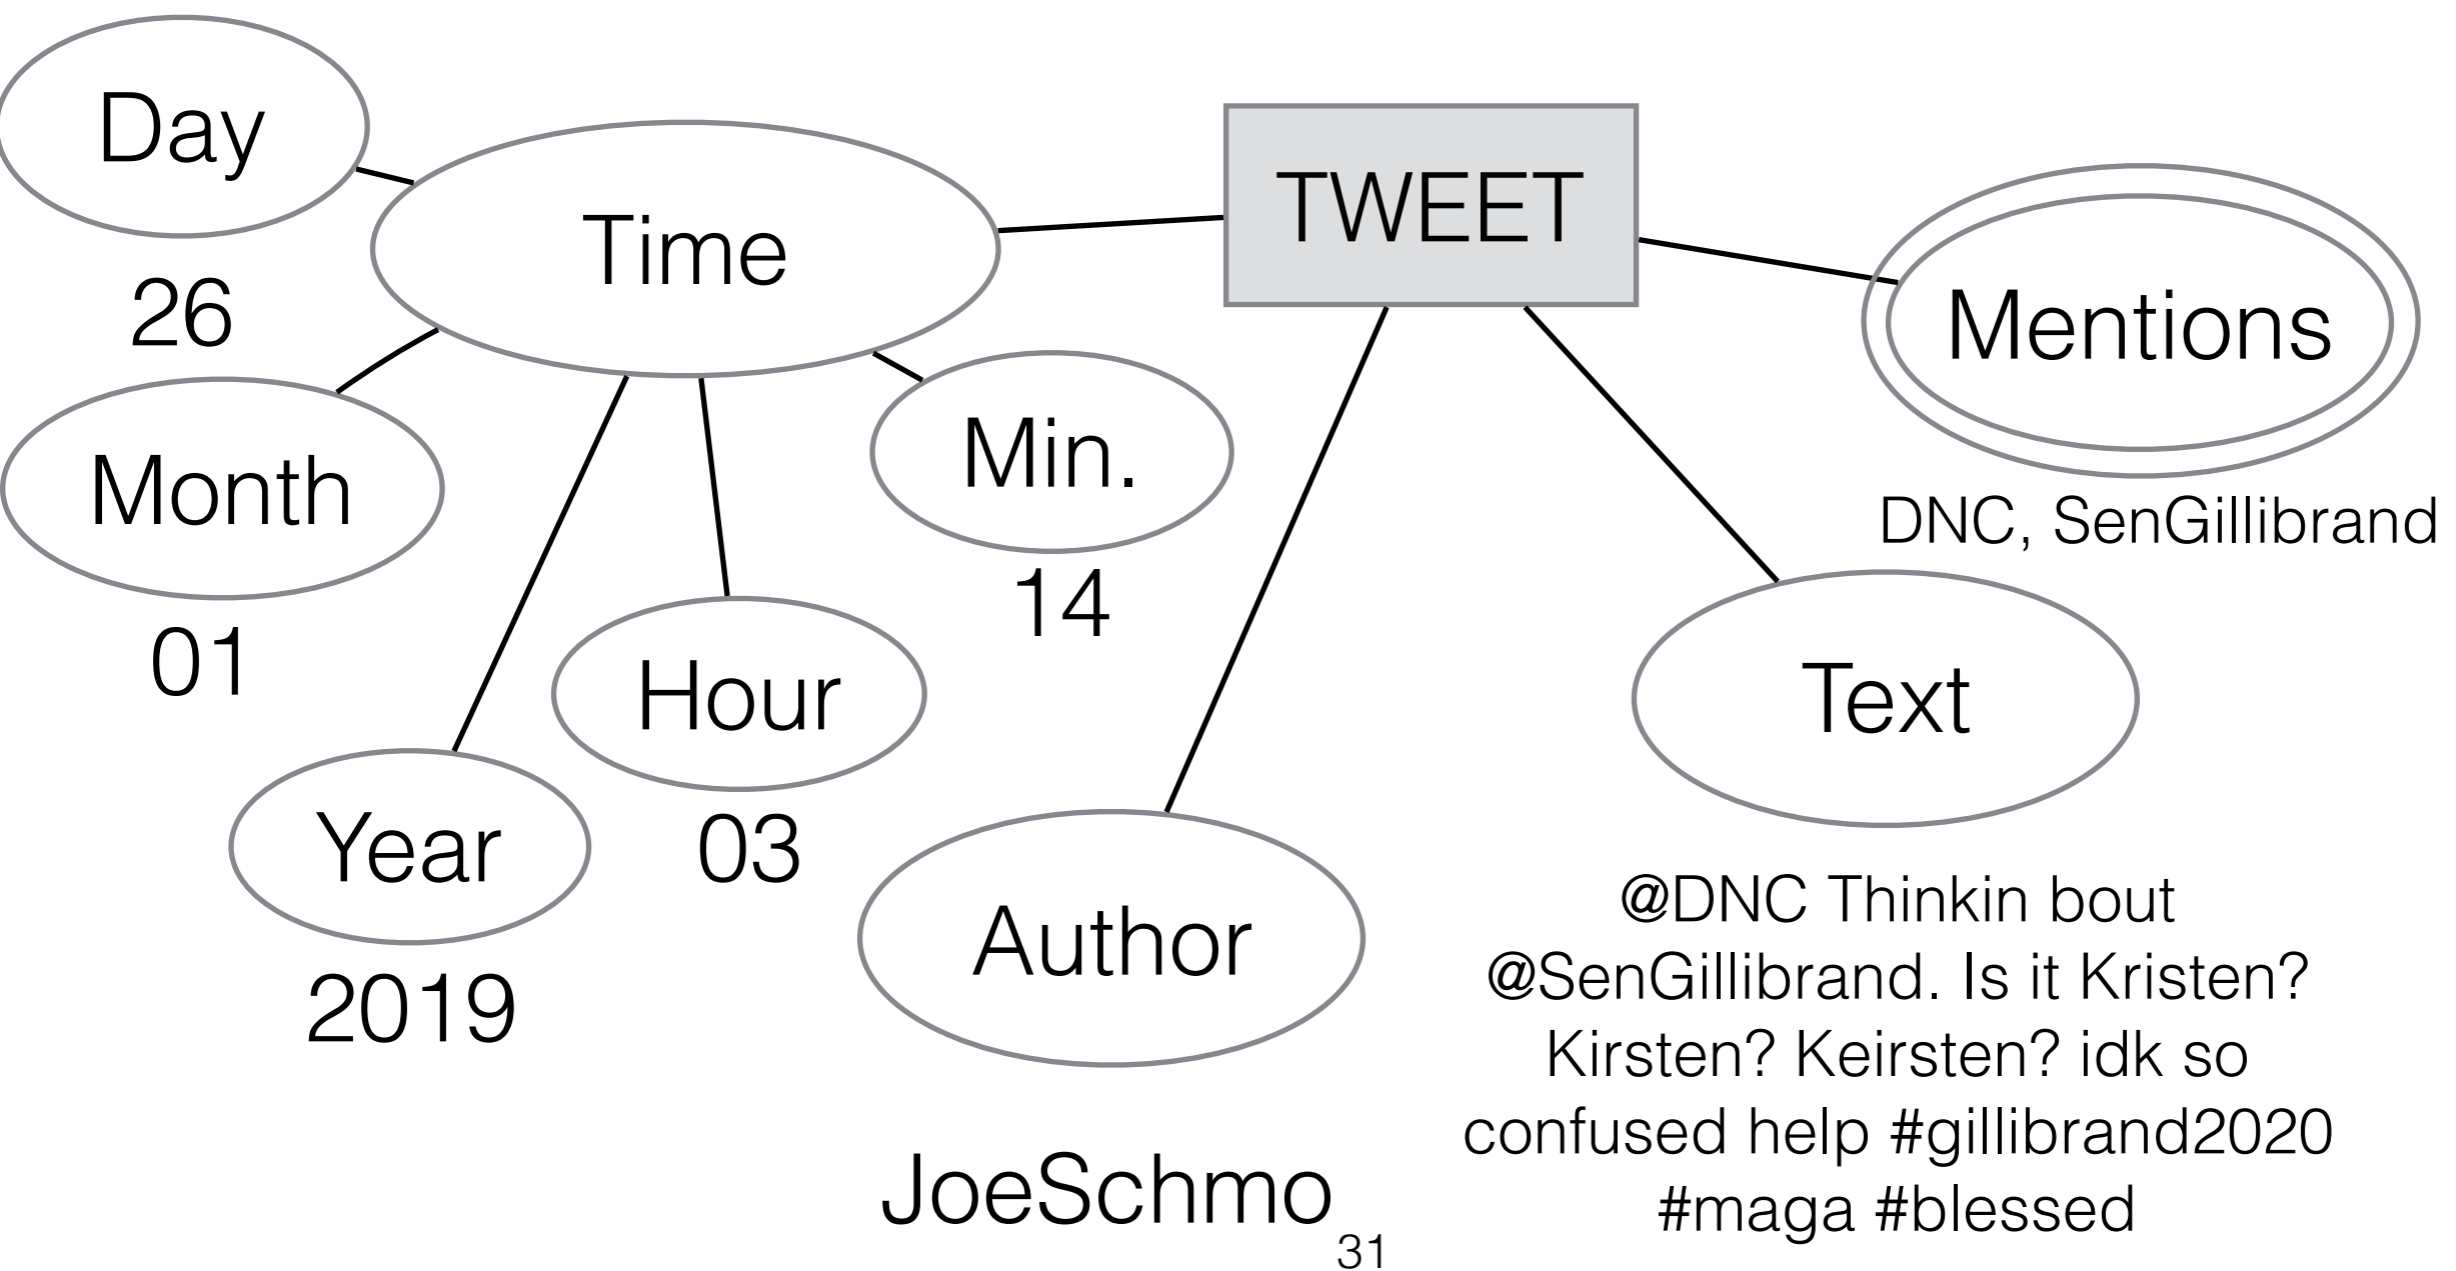 Day
Time
TWEET
Mentions
26
Month
Min.
DNC, SenGillibrand
01
14
Hour
Text
Year
03
Author
2019
@DNC Thinkin bout
@SenGillibrand. Is it Kristen?
Kirsten? Keirsten? idk so
confused help #gillibrand2020
#maga #blessed
JoeSchmo
31